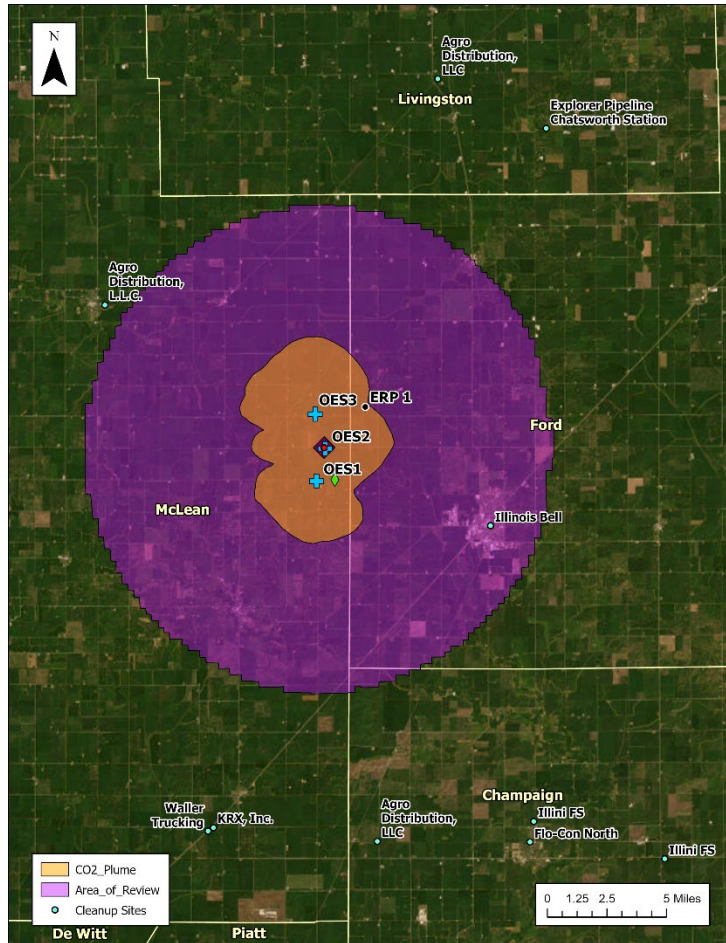 N
Agro
Distribution,
LLC
Livingston
Explorer Pipeline
Chatsworth Station
Agro
Distribution,
L.L.C.
OES3
ERP 1
OES2
Ford
OES1
McLean
Illinois Bell
Champaign
Waller
Trucking
KRX, Inc.
Agro
Distribution,
LLC
Illini FS
Flo-Con North
Illini FS
CO2_Plume
Area_of_Review
Cleanup Sites
0 1.25 2.5 5 Miles
De Witt
Piatt